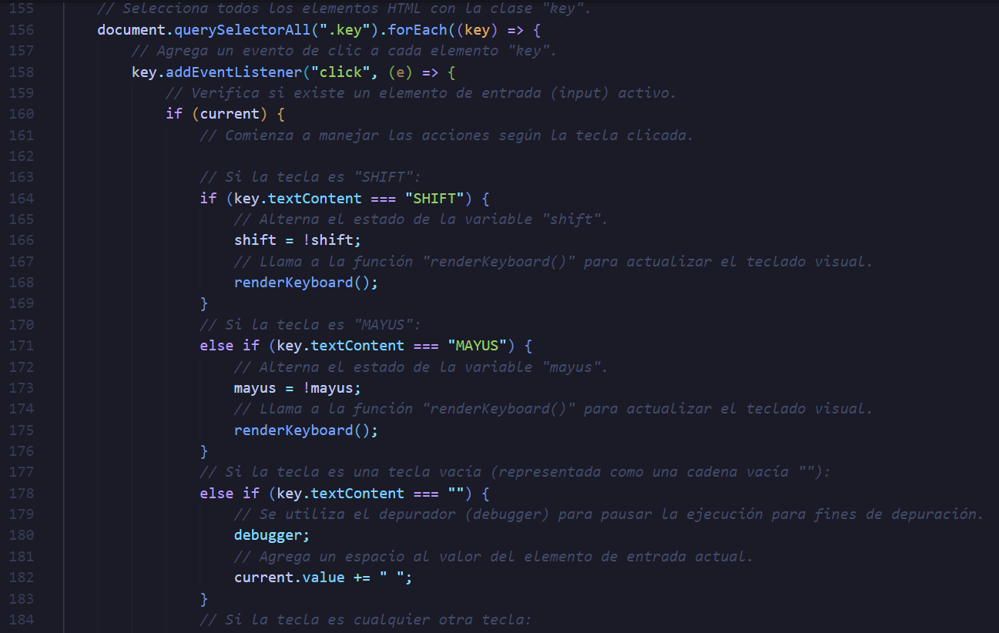 155 // Selecciona todos los elementos HTML con la clase "key".
156 document.querySelectorAll(".key").forEach((key) => {
157 // Agrega un evento de clic a cada elemento "key".
158 key.addEventListener("click", (e) => {
159 // Verifica si existe un elemento de entrada (input) activo.
160 if (current) {
161 // Comienza a manejar las acciones según la tecla clicada.
162
163 // Si la tecla es "SHIFT":
164 if (key.textContent === "SHIFT") {
165 // Alterna el estado de la variable "shift".
166 shift = !shift;
167 // Llama a la función "renderKeyboard()" para actualizar el teclado visual.
168 renderKeyboard();
169 }
170 // Si la tecla es "MAYUS":
171 else if (key.textContent === "MAYUS") {
172 // Alterna el estado de la variable "mayus".
173 mayus = !mayus;
174 // Llama a la función "renderKeyboard()" para actualizar el teclado visual.
175 renderKeyboard();
176 }
177 // Si la tecla es una tecla vacía (representada como una cadena vacía ""):
178 else if (key.textContent === "") {
179 // Se utiliza el depurador (debugger) para pausar la ejecución para fines de depuración.
180 debugger;
181 // Agrega un espacio al valor del elemento de entrada actual.
182 current.value += " ";
183 }
184 // Si la tecla es cualquier otra tecla: